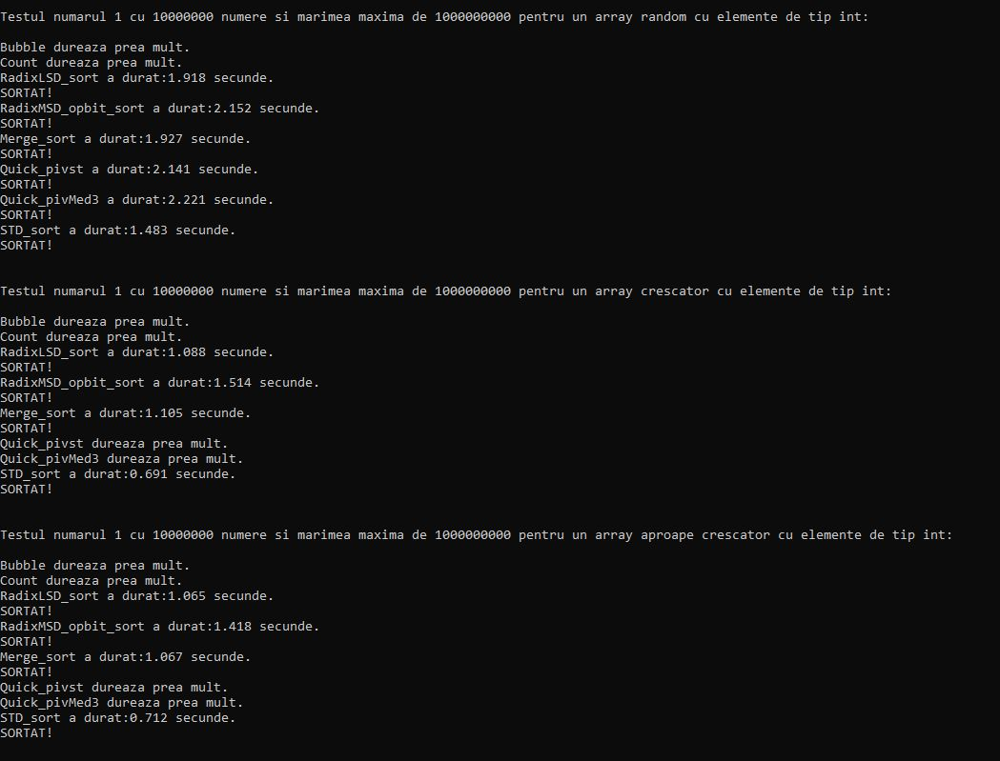 Testul numarul 1 cu 10000000 numere si marimea maxima de 1000000000 pentru un array random cu elemente de tip int:
Bubble dureaza prea mult.
Count dureaza prea mult.
RadixLSD_sort a durat:1.918 secunde.
SORTAT!
RadixMSD_opbit_sort a durat:2.152 secunde.
SORTAT!
Merge_sort a durat:1.927 secunde.
SORTAT!
Quick_pivst a durat:2.141 secunde.
SORTAT!
Quick_pivMed3 a durat:2.221 secunde.
SORTAT!
STD_sort a durat:1.483 secunde.
SORTAT!
Testul numarul 1 cu 10000000 numere si marimea maxima de 1000000000 pentru un array crescator cu elemente de tip int:
Bubble dureaza prea mult.
Count dureaza prea mult.
RadixLSD_sort a durat:1.088 secunde.
SORTAT!
RadixMSD_opbit_sort a durat:1.514 secunde.
SORTAT!
Merge_sort a durat:1.105 secunde.
SORTAT!
Quick_pivst dureaza prea mult.
Quick_pivMed3 dureaza prea mult.
STD_sort a durat:0.691 secunde.
SORTAT!
Testul numarul 1 cu 10000000 numere si marimea maxima de 1000000000 pentru un array aproape crescator cu elemente de tip int:
Bubble dureaza prea mult.
Count dureaza prea mult.
RadixLSD_sort a durat:1.065 secunde.
SORTAT!
RadixMSD_opbit_sort a durat:1.418 secunde.
SORTAT!
Merge_sort a durat:1.067 secunde.
SORTAT!
Quick_pivst dureaza prea mult.
Quick_pivMed3 dureaza prea mult.
STD_sort a durat:0.712 secunde.
SORTAT!